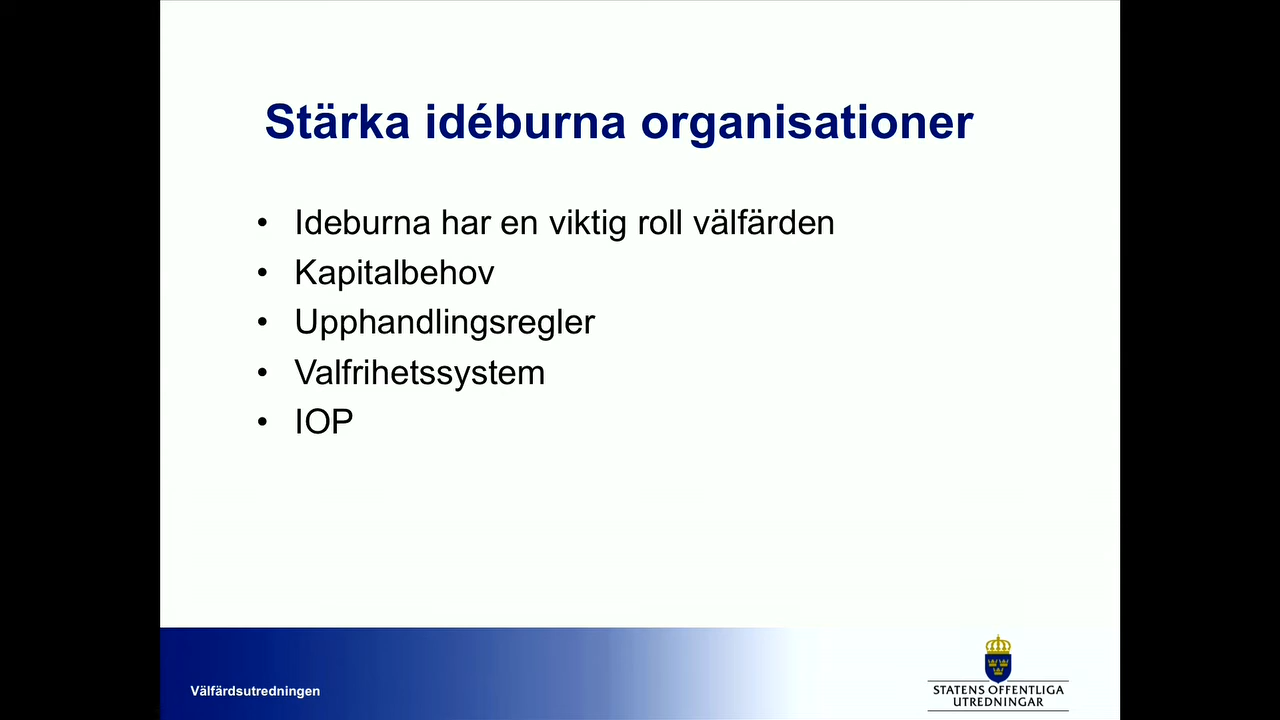 Stärka idéburna organisationer
• Ideburna har en viktig roll välfärden
• Kapitalbehov
• Upphandlingsregler
• Valfrihetssystem
• IOP
Välfärdsutredningen
STATENS OFFENTLIGA
UTREDNINGAR